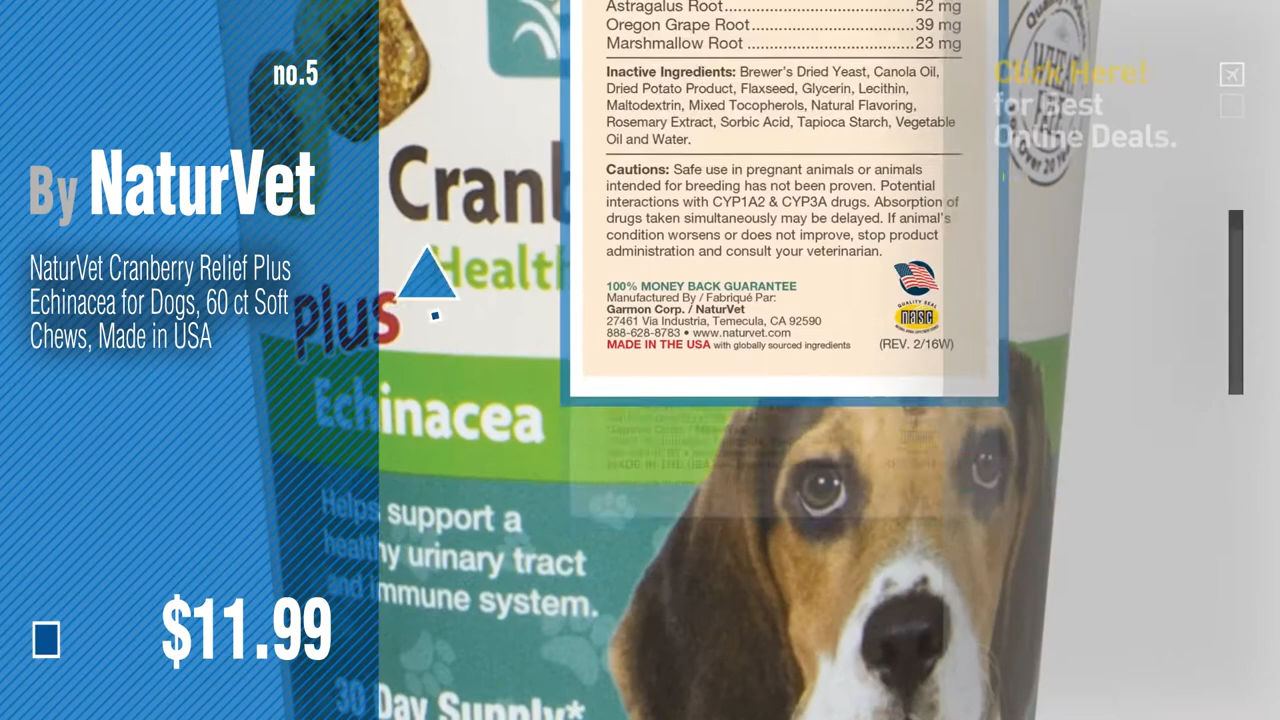 no.5
By NaturVet
NaturVet Cranberry Relief Plus
Echinacea for Dogs, 60 ct Soft
Chews, Made in USA
$11.99
Astragalus Root 52 mg
Oregon Grape Root 39 mg
Marshmallow Root 23 mg
Inactive Ingredients: Brewer's Dried Yeast, Canola Oil,
Dried Potato Product, Flaxseed, Glycerin, Lecithin,
Maltodextrin, Mixed Tocopherols, Natural Flavoring,
Rosemary Extract, Sorbic Acid, Tapioca Starch, Vegetable
Oil and Water.
Cautions: Safe use in pregnant animals or animals
intended for breeding has not been proven. Potential
interactions with CYP1A2 & CYP3A drugs. Absorption of
drugs taken simultaneously may be delayed. If animal's
condition worsens or does not improve, stop product
administration and consult your veterinarian.
100% MONEY BACK GUARANTEE
Manufactured By / Fabriqué Par:
Garmon Corp. / NaturVet
27461 Via Industria, Temecula, CA 92590
888-628-8783 • www.naturvet.com
MADE IN THE USA with globally sourced ingredients
QUALITY SEAL
nasc
(REV. 2/16W)
Click Here!
for Best
Online Deals.
Cranb
Health
plus
Echinacea
Helps support a
healthy urinary tract
and immune system.
30 Day Supply*